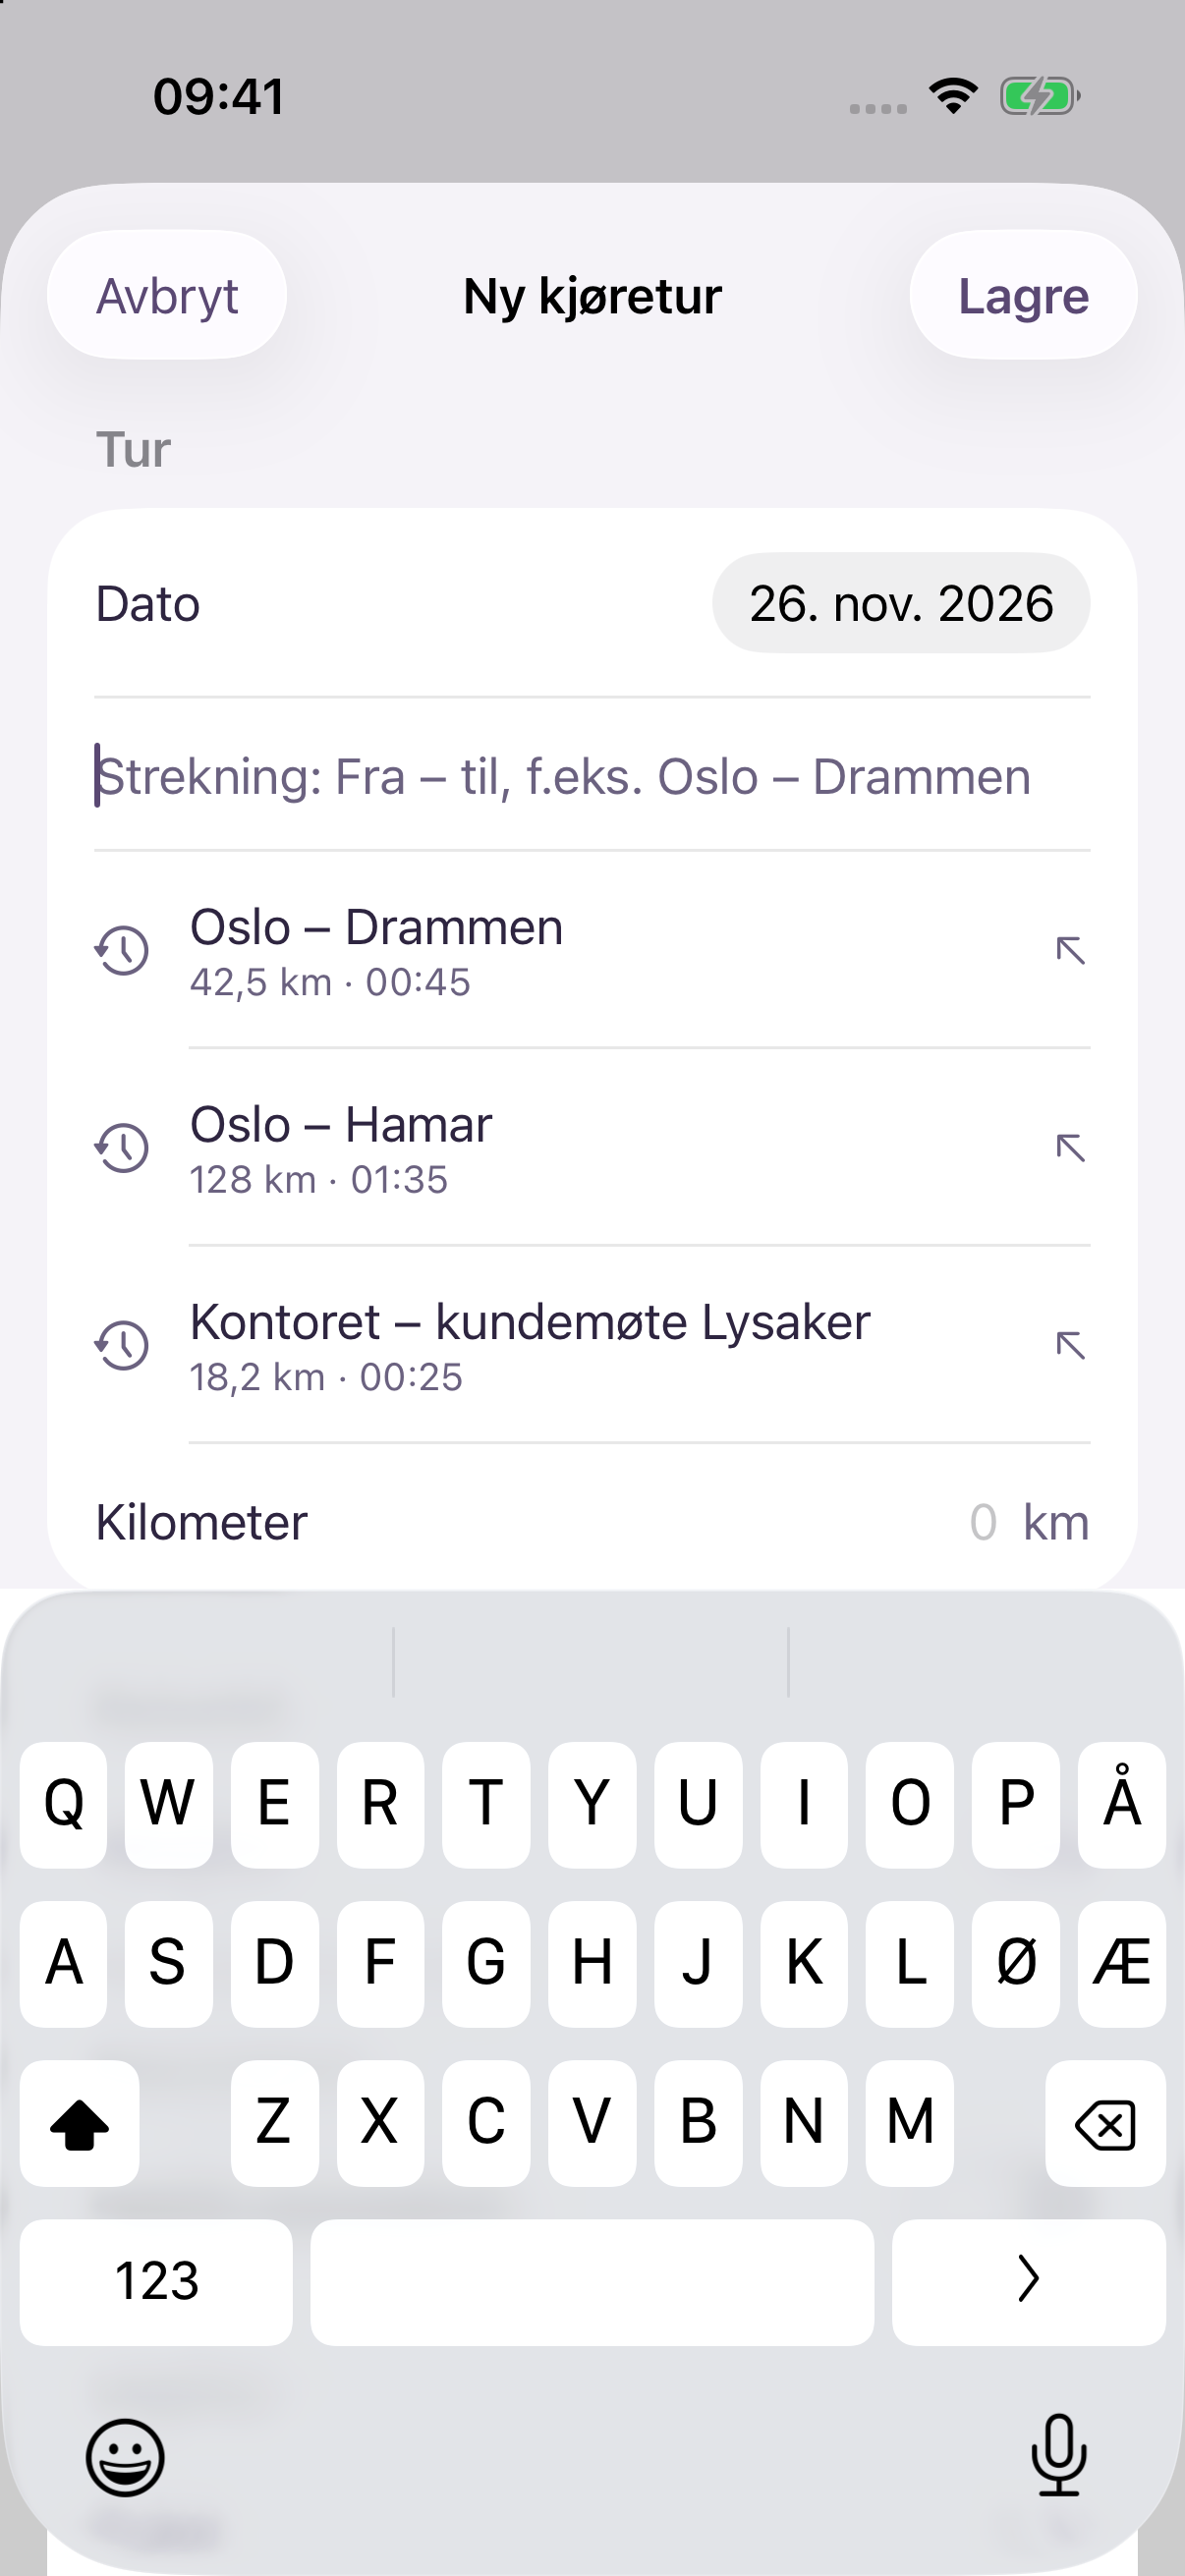 09:41
Avbryt
Ny kjøretur
Lagre
Tur
Dato
26. nov. 2026
Strekning: Fra – til, f.eks. Oslo – Drammen
Oslo – Drammen
42,5 km · 00:45
Oslo – Hamar
128 km · 01:35
Kontoret – kundemøte Lysaker
18,2 km · 00:25
Kilometer
0 km
Q W E R T Y U I O P Å
A S D F G H J K L Ø Æ
Z X C V B N M
123